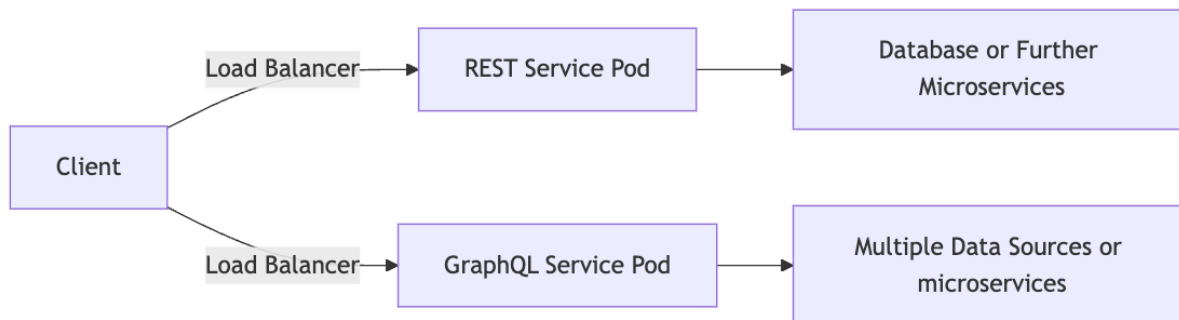 Client
Load Balancer
REST Service Pod
Database or Further
Microservices
Load Balancer
GraphQL Service Pod
Multiple Data Sources or
microservices